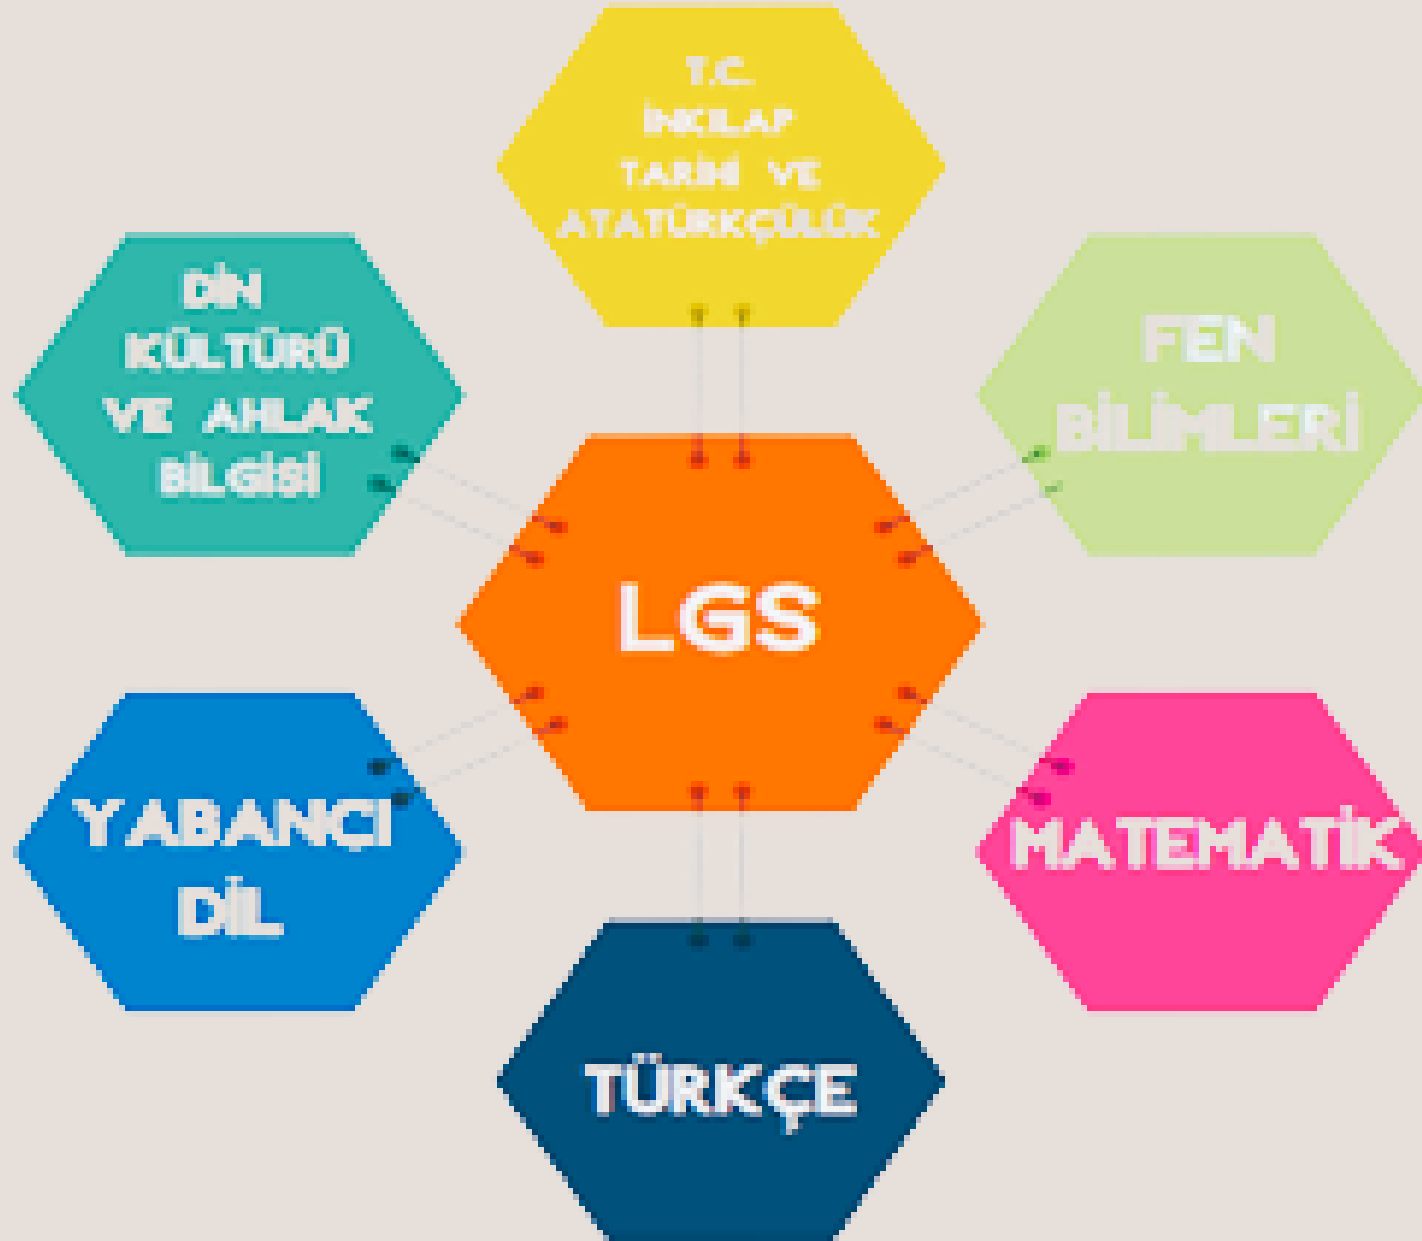 T.C.
İNKILAP
TARİHİ VE
ATATÜRKÇÜLÜK
DİN
KÜLTÜRÜ
VE AHLAK
BİLGİSİ
FEN
BİLİMLERİ
LGS
YABANCI
DİL
MATEMATİK
TÜRKÇE